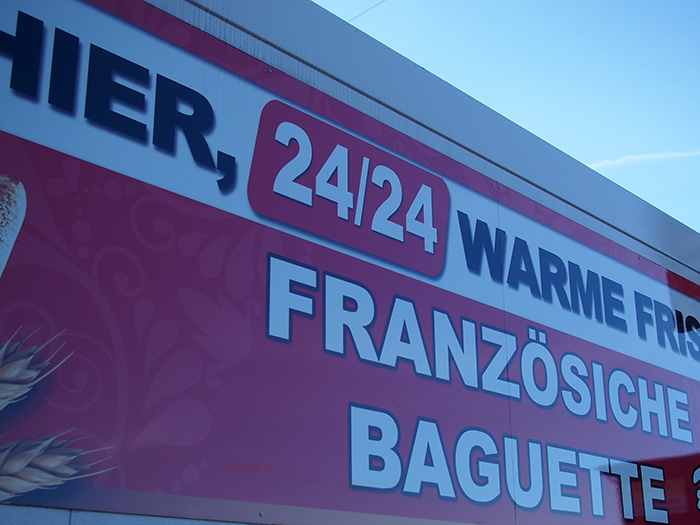 HIER, 24/24 WARME FRIS
FRANZÖSICHE
BAGUETTE